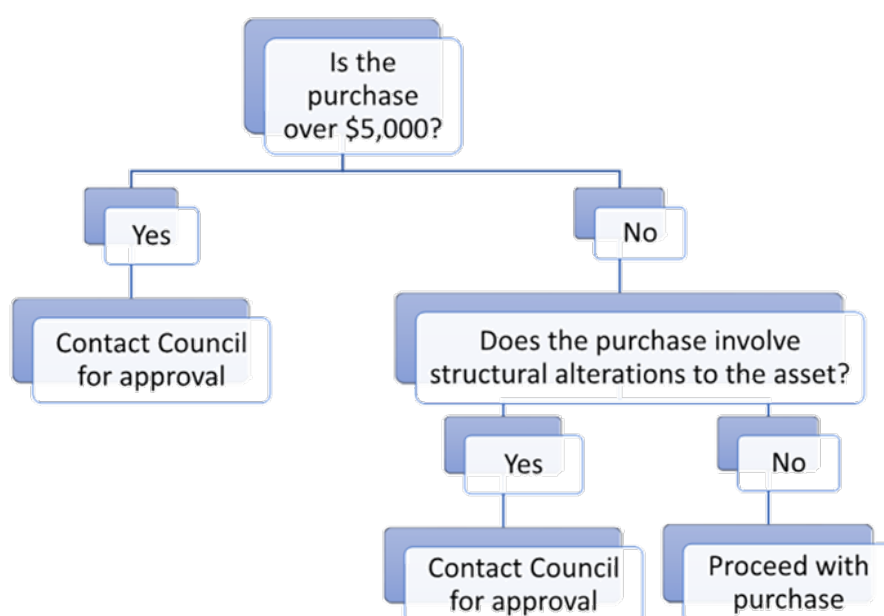 Is the
purchase
over $5,000?
Yes
No
Contact Council
for approval
Does the purchase involve
structural alterations to the asset?
Yes
No
Contact Council
for approval
Proceed with
purchase